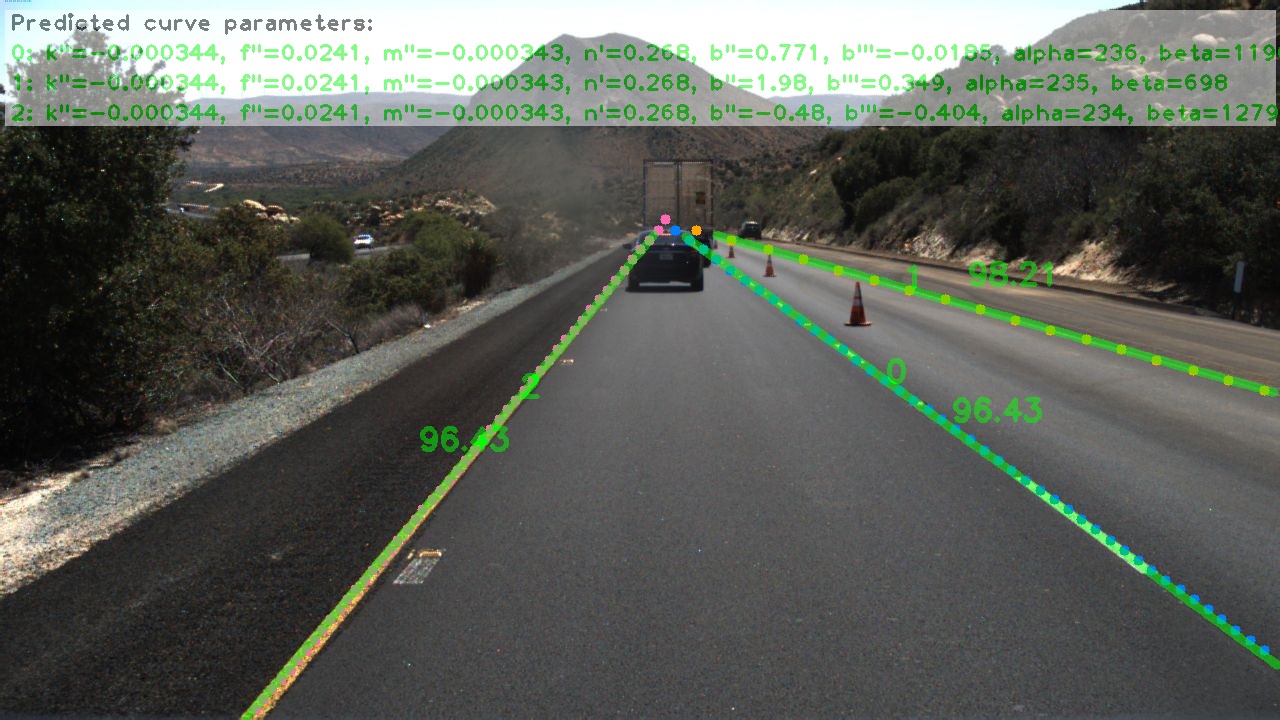 Predicted curve parameters:
0: k''=-0.000344, f''=0.0241, m''=-0.000343, n'=0.268, b''=0.771, b'''=-0.0185, alpha=236, beta=119
1: k''=-0.000344, f''=0.0241, m''=-0.000343, n'=0.268, b''=1.98, b'''=0.349, alpha=235, beta=698
2: k''=-0.000344, f''=0.0241, m''=-0.000343, n'=0.268, b''=-0.48, b'''=-0.404, alpha=234, beta=1279
1 98.21
0
2
96.43
96.43